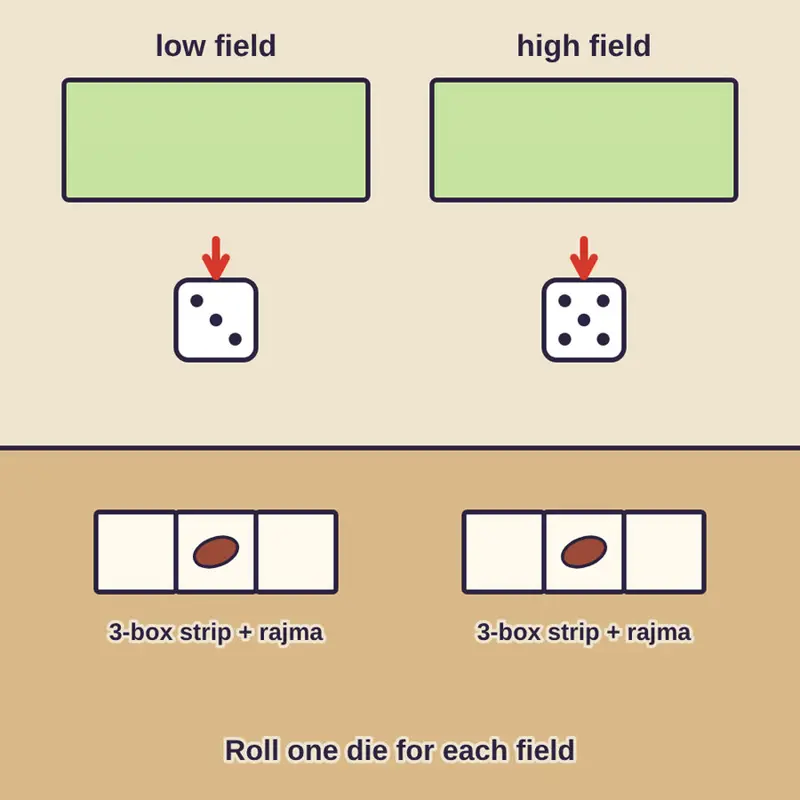 low field
high field
3-box strip + rajma
3-box strip + rajma
Roll one die for each field